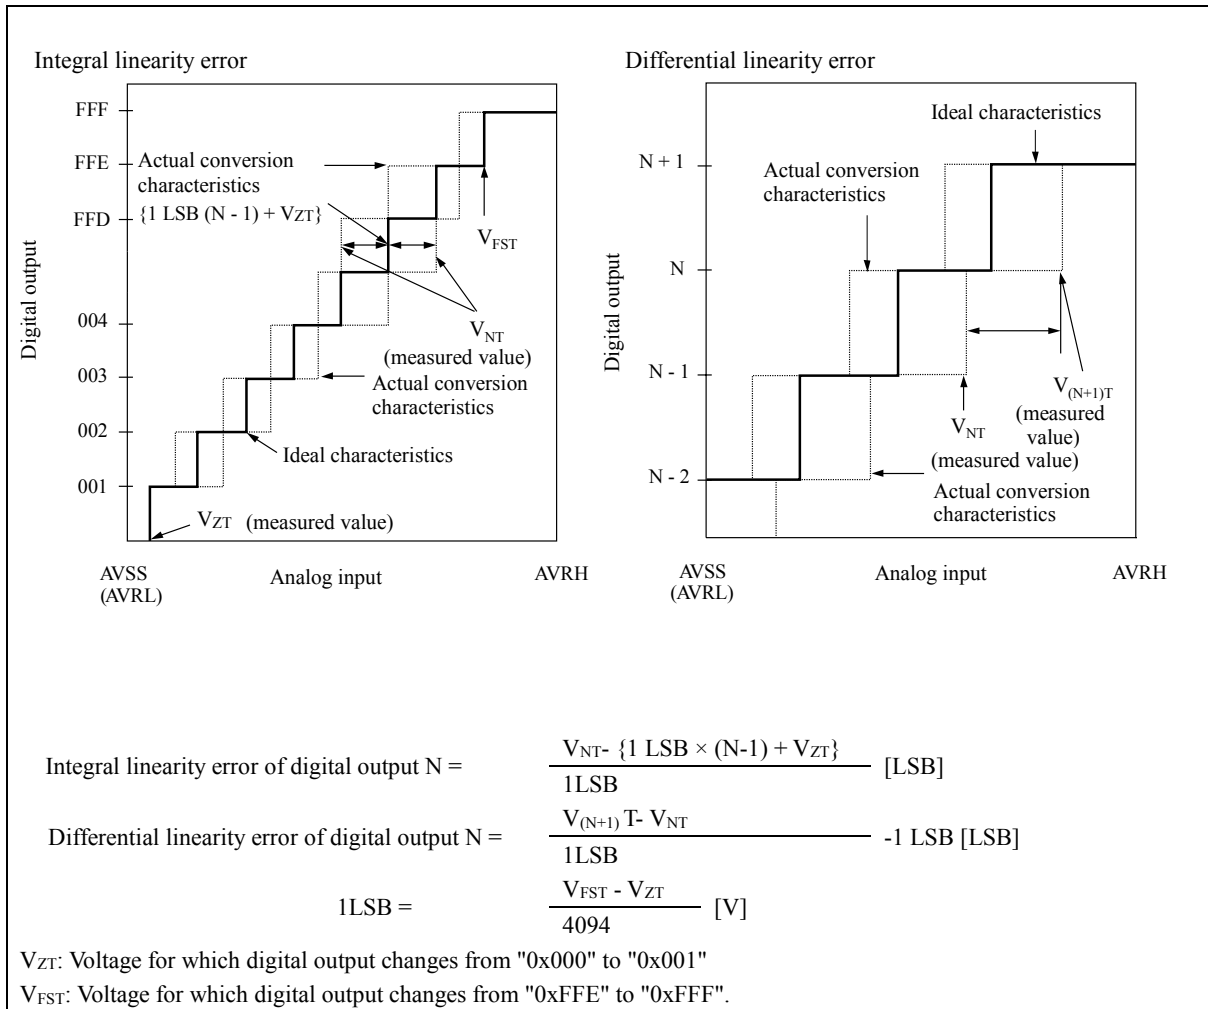 Integral linearity error
FFF
FFE
FFD
004
003
002
001
Digital output
Actual conversion
characteristics
{1 LSB (N - 1) + VZT}
VFST
VNT
(measured value)
Actual conversion
characteristics
Ideal characteristics
VZT (measured value)
AVSS
(AVRL)
Analog input
AVRH
Differential linearity error
N + 1
N
N - 1
N - 2
Digital output
Ideal characteristics
Actual conversion
characteristics
V(N+1)T
(measured
value)
VNT
(measured value)
Actual conversion
characteristics
AVSS
(AVRL)
Analog input
AVRH
Integral linearity error of digital output N = VNT- {1 LSB × (N-1) + VZT} [LSB]
1LSB
Differential linearity error of digital output N = V(N+1) T- VNT -1 LSB [LSB]
1LSB
1LSB = VFST - VZT [V]
4094
VZT: Voltage for which digital output changes from "0x000" to "0x001"
VFST: Voltage for which digital output changes from "0xFFE" to "0xFFF".